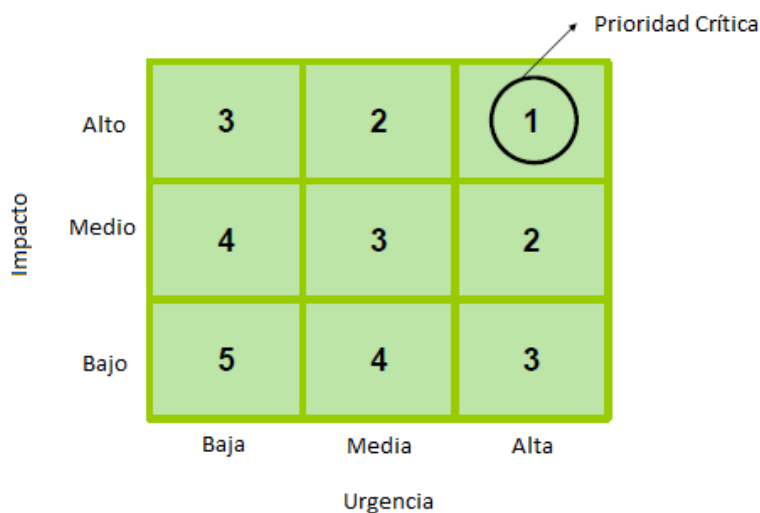 Prioridad Crítica
Alto 3 2 1
Impacto
Medio 4 3 2
Bajo 5 4 3
Baja Media Alta
Urgencia